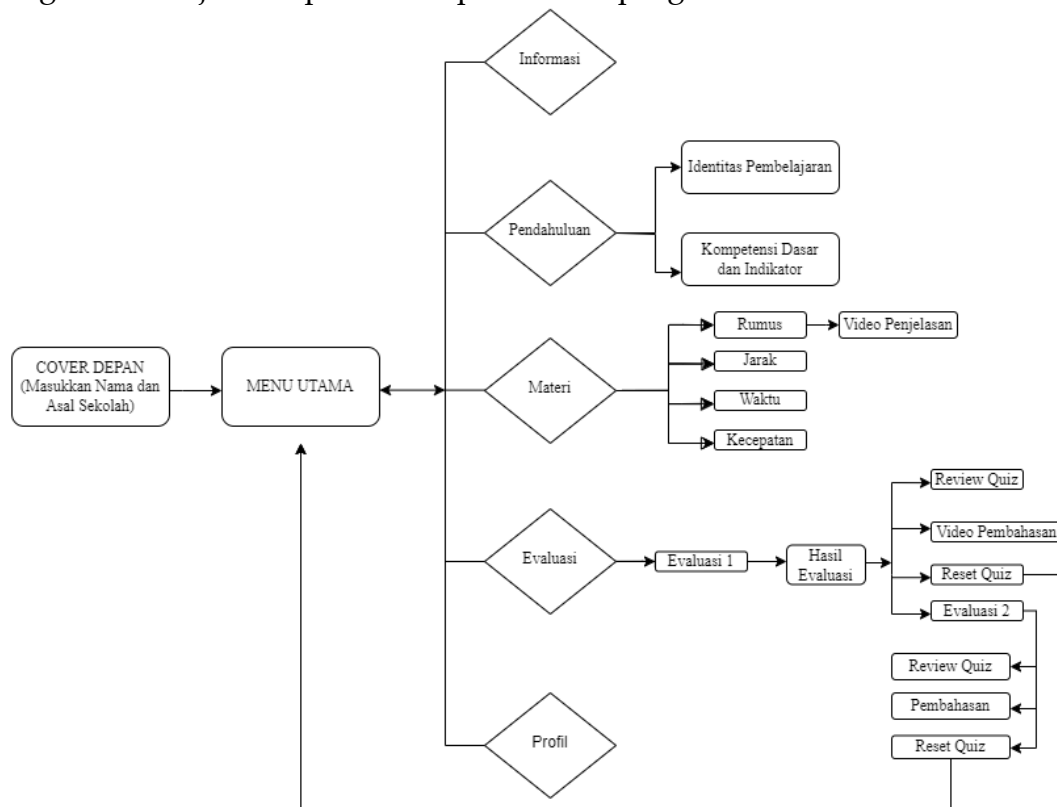 Informasi
Identitas Pembelajaran
Pendahuluan
Kompetensi Dasar
dan Indikator
Rumus
Video Penjelasan
COVER DEPAN
(Masukkan Nama dan
Asal Sekolah)
MENU UTAMA
Materi
Jarak
Waktu
Kecepatan
Review Quiz
Video Pembahasan
Evaluasi
Evaluasi 1
Hasil
Evaluasi
Reset Quiz
Evaluasi 2
Review Quiz
Pembahasan
Reset Quiz
Profil